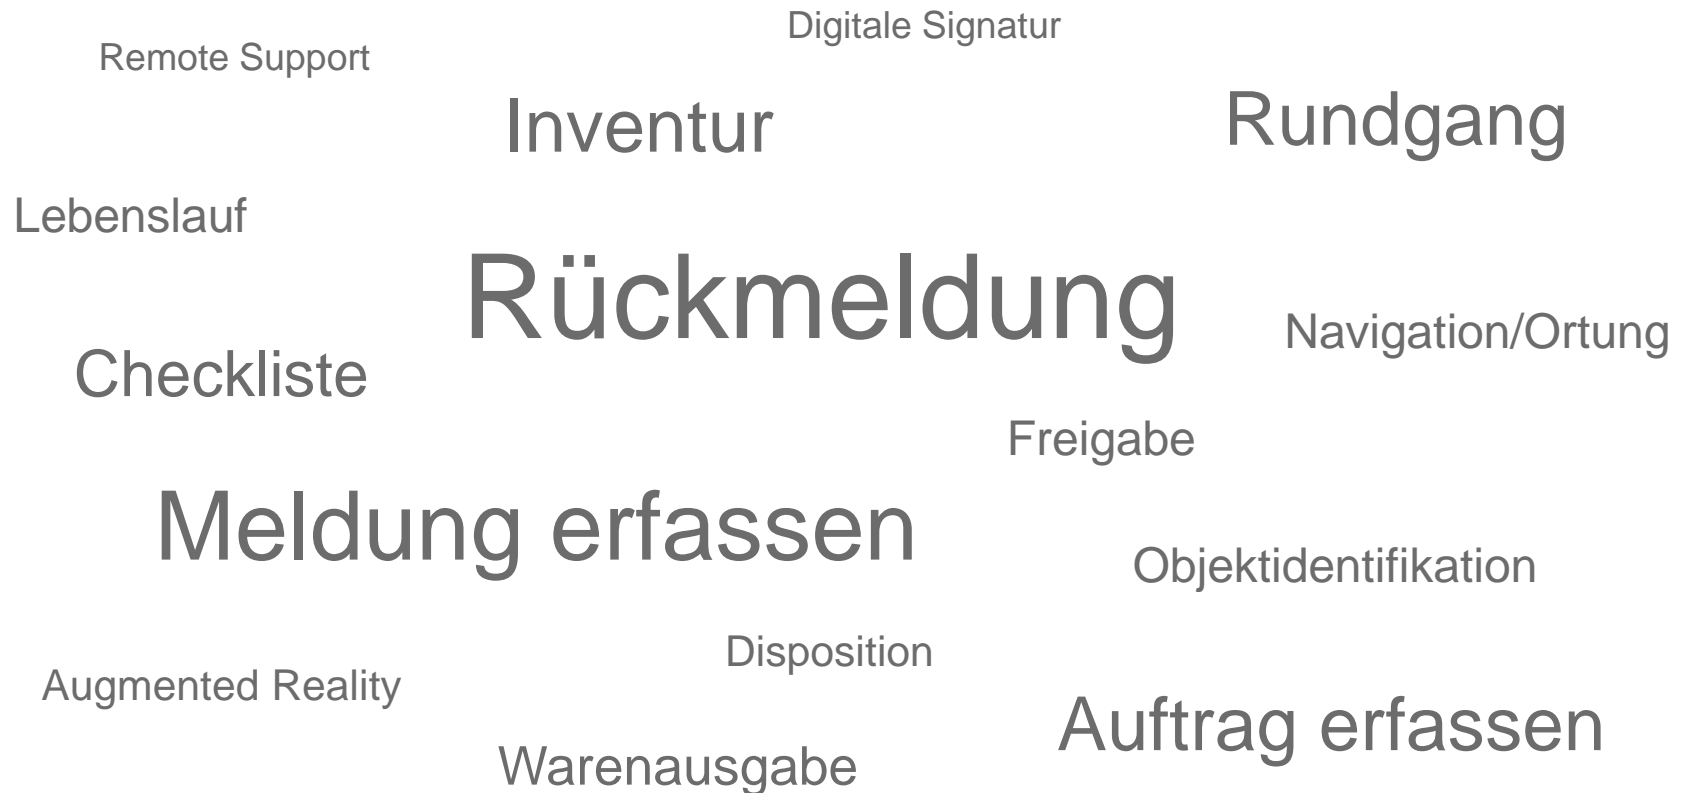 Digitale Signatur
Remote Support
Inventur
Rundgang
Lebenslauf
Rückmeldung
Navigation/Ortung
Checkliste
Freigabe
Meldung erfassen
Objektidentifikation
Disposition
Augmented Reality
Auftrag erfassen
Warenausgabe